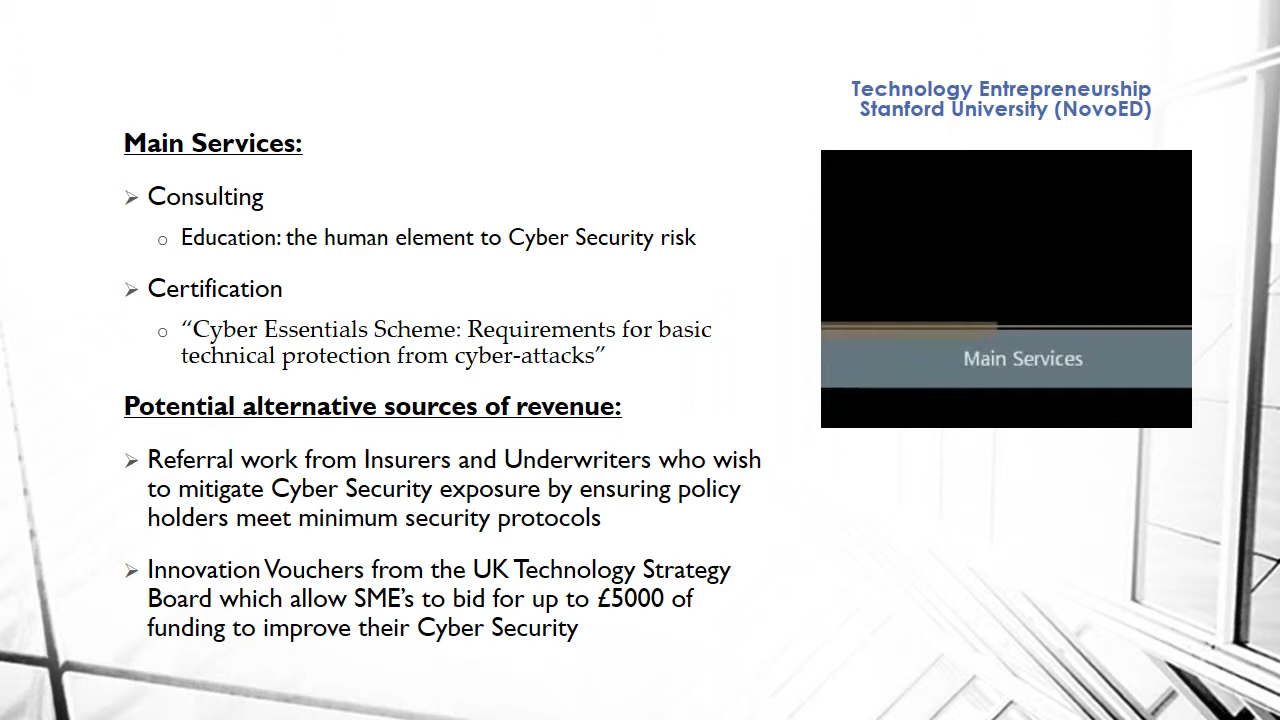 Technology Entrepreneurship
Stanford University (NovoED)
Main Services:
Consulting
Education: the human element to Cyber Security risk
Certification
“Cyber Essentials Scheme: Requirements for basic
technical protection from cyber-attacks”
Potential alternative sources of revenue:
Referral work from Insurers and Underwriters who wish
to mitigate Cyber Security exposure by ensuring policy
holders meet minimum security protocols
Innovation Vouchers from the UK Technology Strategy
Board which allow SME’s to bid for up to £5000 of
funding to improve their Cyber Security
Main Services